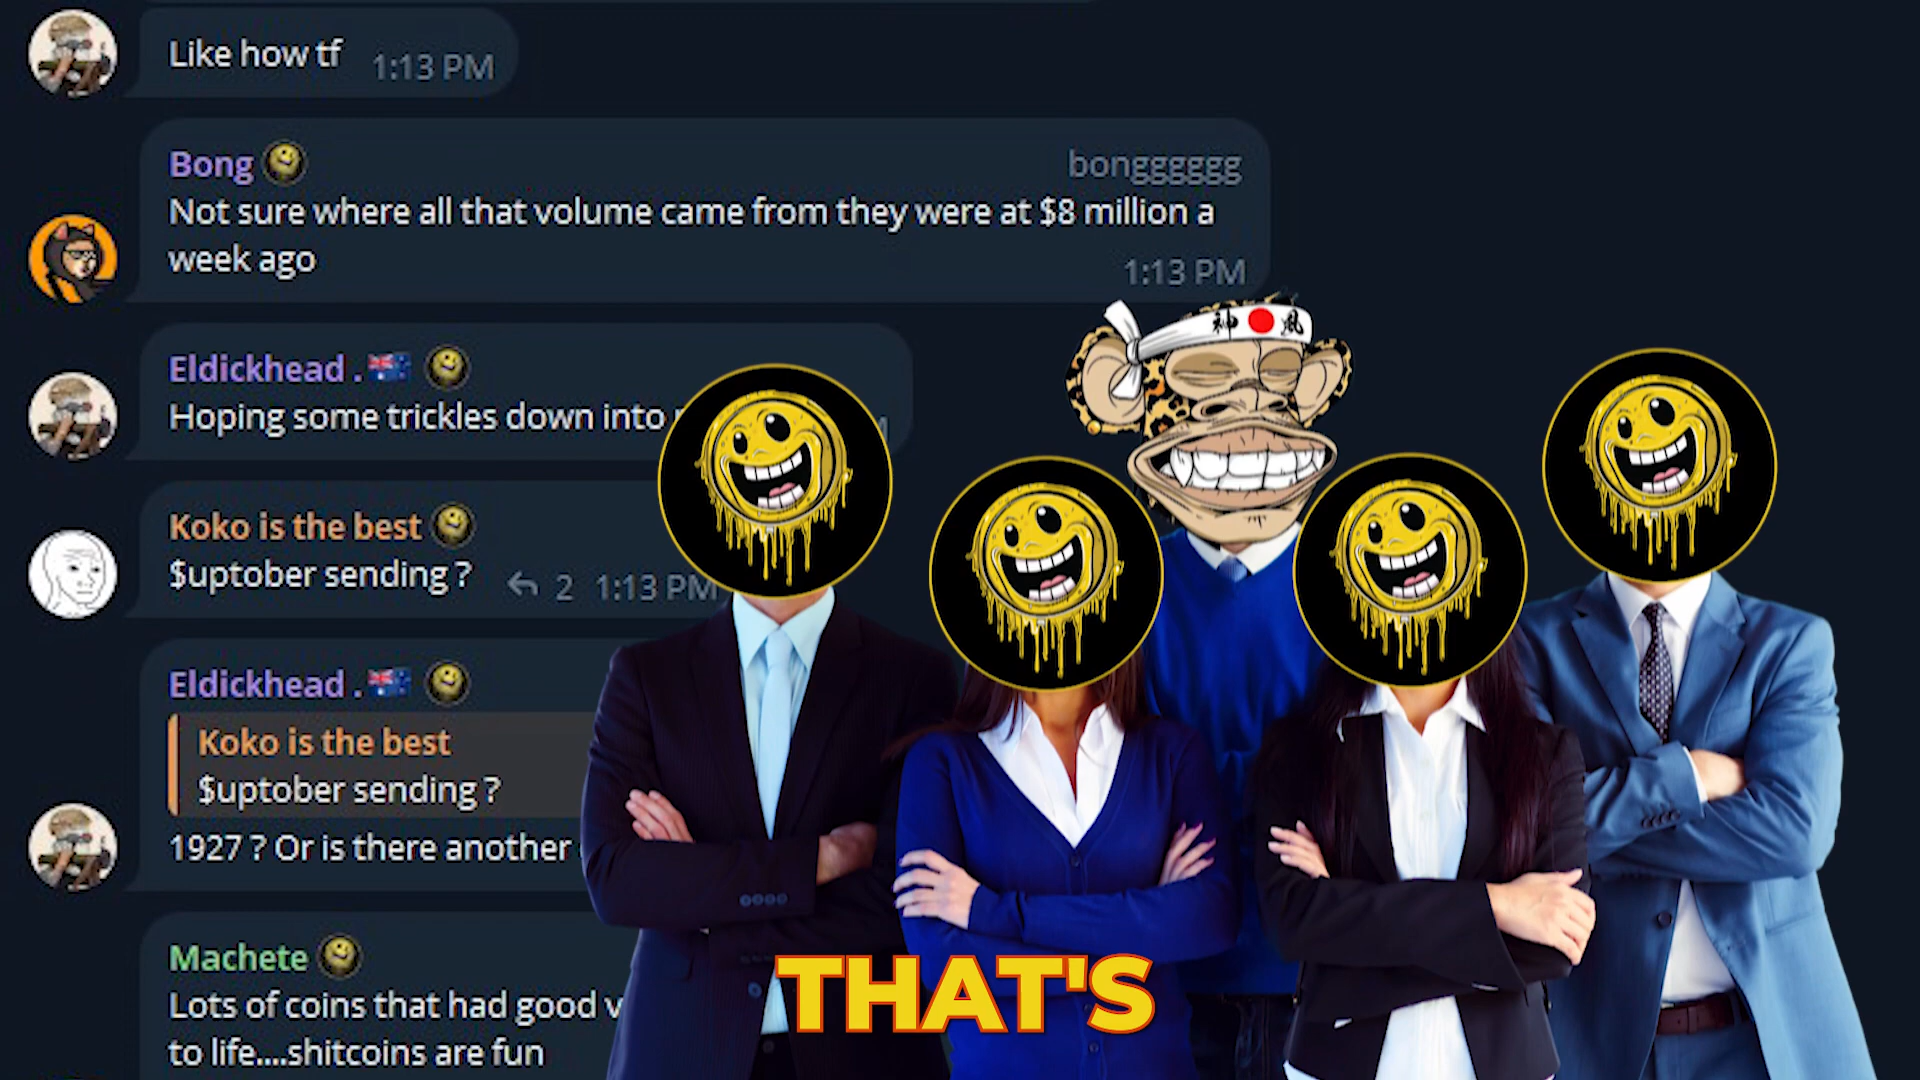 Like how tf
1:13 PM
Bong
bonggggggg
Not sure where all that volume came from they were at $8 million a
week ago
1:13 PM
Eldickhead .
Hoping some trickles down into
Koko is the best
$uptober sending ?
2 1:13 PM
Eldickhead .
Koko is the best
$uptober sending ?
1927 ? Or is there another
Machete
Lots of coins that had good
to life....shitcoins are fun
神風
THAT'S